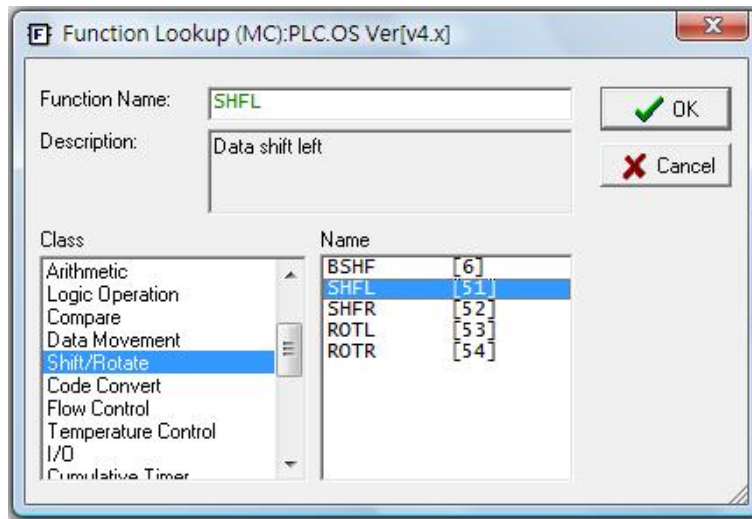 Function Lookup (MC):PLC.OS Ver[v4.x]
Function Name: SHFL
OK
Description: Data shift left
Cancel
Class
Arithmetic
Logic Operation
Compare
Data Movement
Shift/Rotate
Code Convert
Flow Control
Temperature Control
I/O
Cumulative Timer
Name
BSHF [6]
SHFL [51]
SHFR [52]
ROTL [53]
ROTR [54]